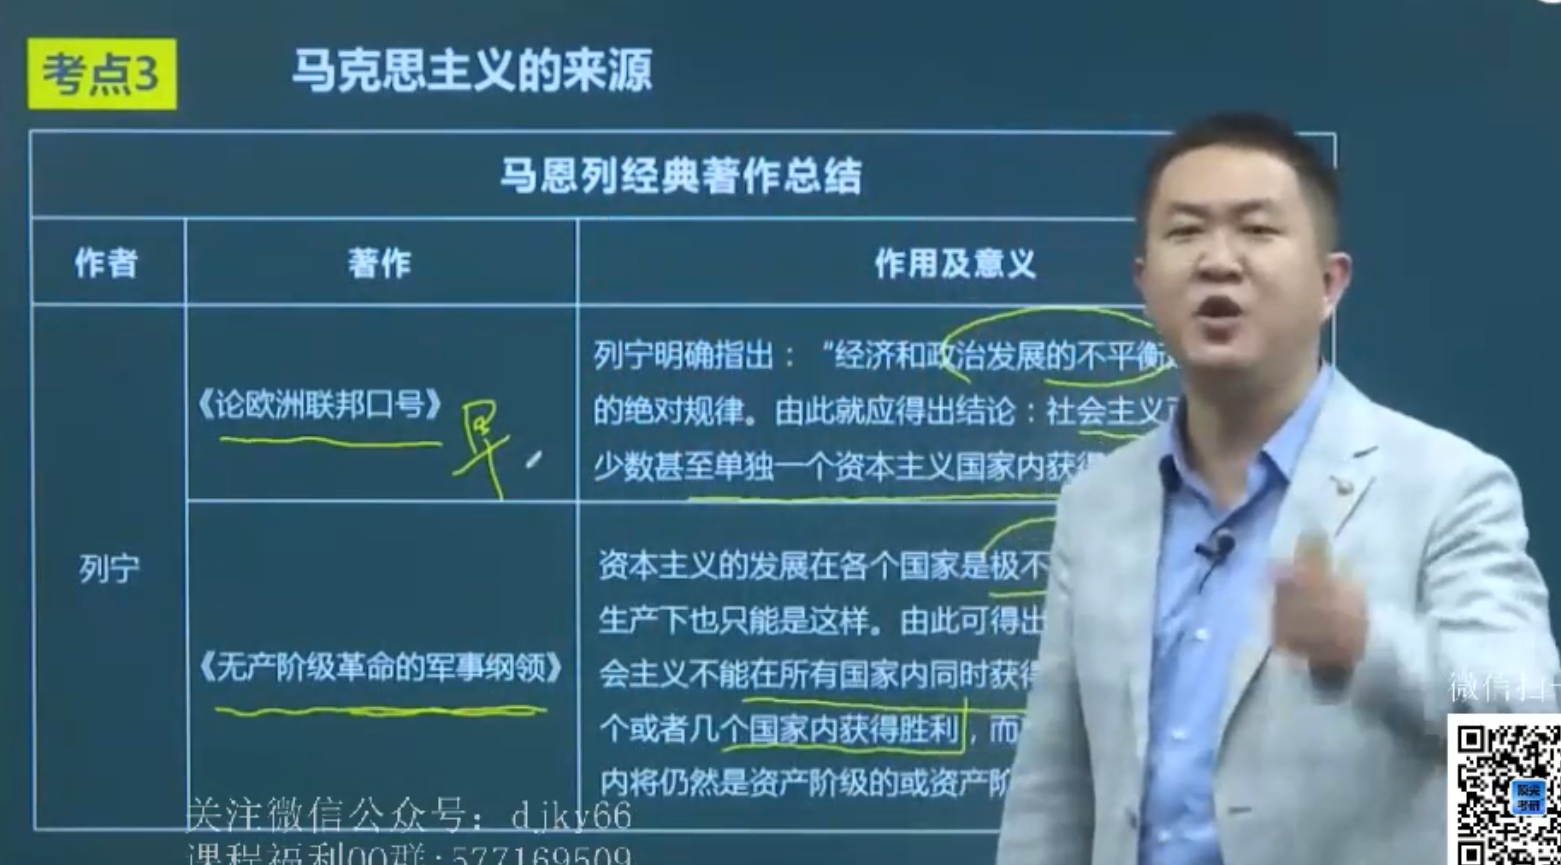 考点3
马克思主义的来源
马恩列经典著作总结
作者
著作
作用及意义
列宁
《论欧洲联邦口号》
早
列宁明确指出：“经济和政治发展的不平衡
的绝对规律。由此就应得出结论：社会主义
少数甚至单独一个资本主义国家内获得
《无产阶级革命的军事纲领》
资本主义的发展在各个国家是极不
生产下也只能是这样。由此可得出
会主义不能在所有国家内同时获得
个或者几个国家内获得胜利，而
内将仍然是资产阶级的或资产阶
关注微信公众号：djky66
课程福利QQ群:577169509
微信扫一
顶尖
考研